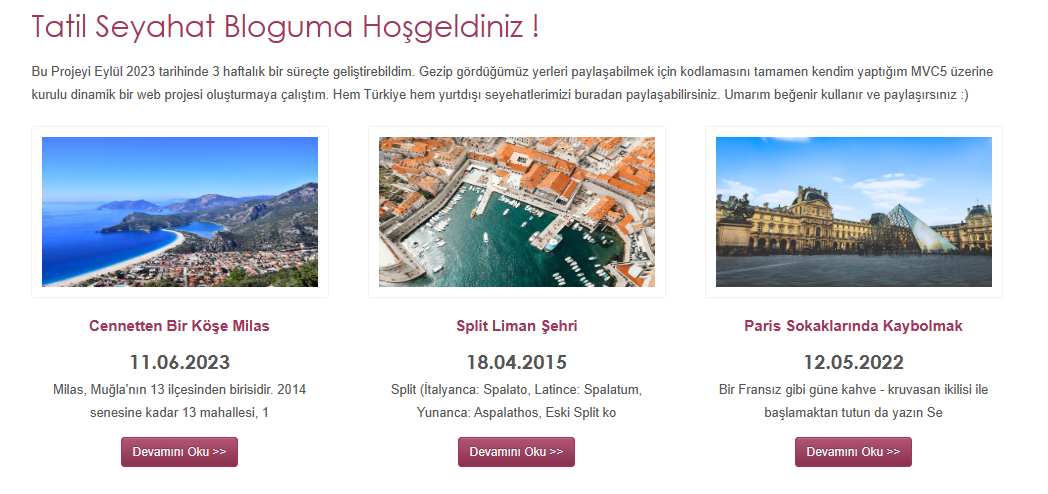 Tatil Seyahat Bloguma Hoşgeldiniz !
Bu Projeyi Eylül 2023 tarihinde 3 haftalık bir süreçte geliştirebildim. Gezip gördüğümüz yerleri paylaşabilmek için kodlamasını tamamen kendim yaptığım MVC5 üzerine
kurulu dinamik bir web projesi oluşturmaya çalıştım. Hem Türkiye hem yurtdışı seyehatlerimizi buradan paylaşabilirsiniz. Umarım beğenir kullanır ve paylaşırsınız :)
Cennetten Bir Köşe Milas
11.06.2023
Milas, Muğla'nın 13 ilçesinden birisidir. 2014
senesine kadar 13 mahallesi, 1
Devamını Oku >>
Split Liman Şehri
18.04.2015
Split (İtalyanca: Spalato, Latince: Spalatum,
Yunanca: Aspalathos, Eski Split ko
Devamını Oku >>
Paris Sokaklarında Kaybolmak
12.05.2022
Bir Fransız gibi güne kahve - kruvasan ikilisi ile
başlamaktan tutun da yazın Se
Devamını Oku >>